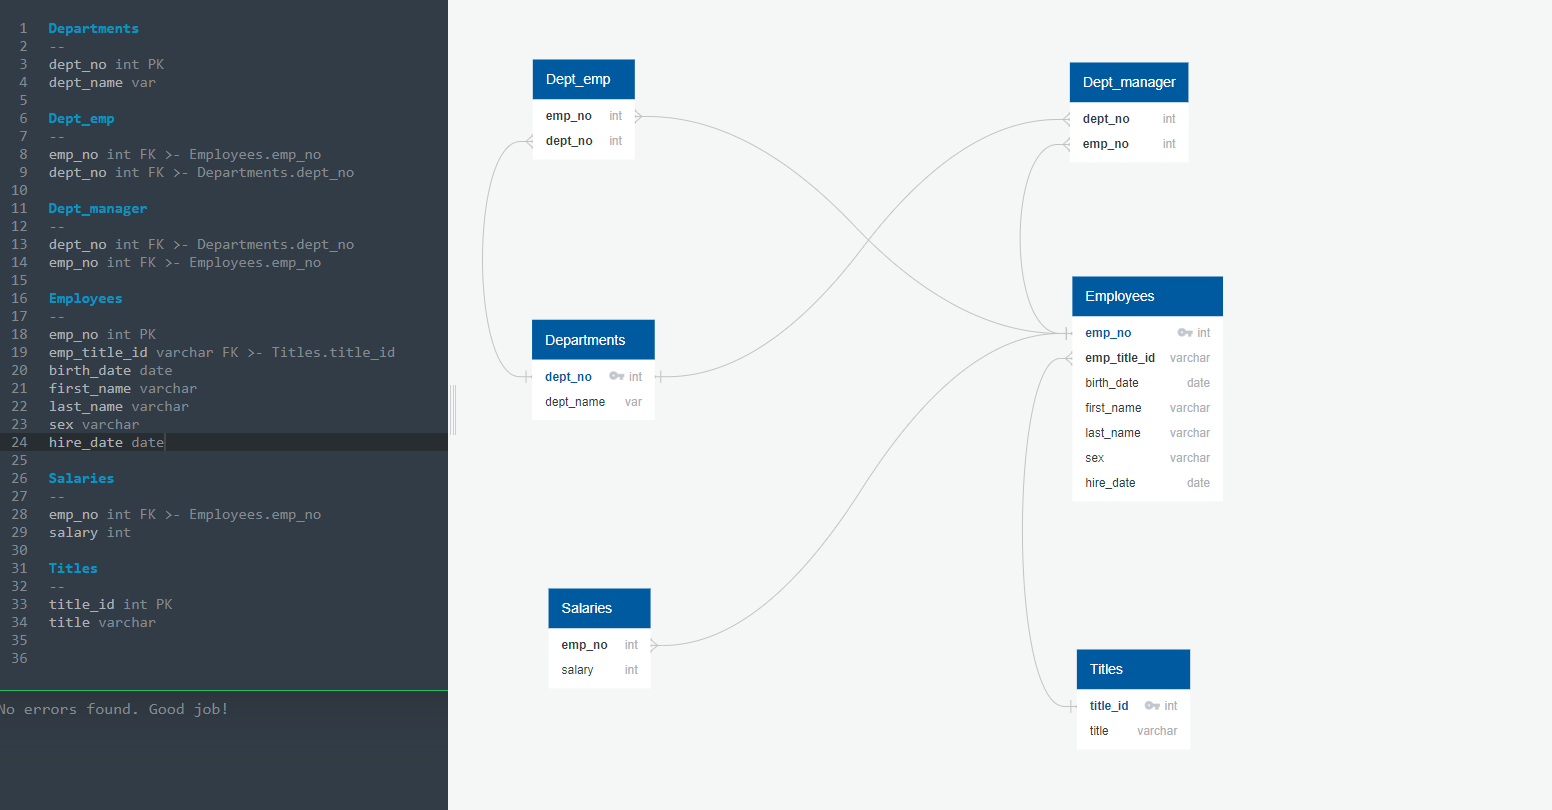 1 Departments
2 --
3 dept_no int PK
4 dept_name var
5
6 Dept_emp
7 --
8 emp_no int FK >- Employees.emp_no
9 dept_no int FK >- Departments.dept_no
10
11 Dept_manager
12 --
13 dept_no int FK >- Departments.dept_no
14 emp_no int FK >- Employees.emp_no
15
16 Employees
17 --
18 emp_no int PK
19 emp_title_id varchar FK >- Titles.title_id
20 birth_date date
21 first_name varchar
22 last_name varchar
23 sex varchar
24 hire_date date
25
26 Salaries
27 --
28 emp_no int FK >- Employees.emp_no
29 salary int
30
31 Titles
32 --
33 title_id int PK
34 title varchar
35
36
No errors found. Good job!
Dept_emp
emp_no int
dept_no int
Dept_manager
dept_no int
emp_no int
Departments
dept_no int
dept_name var
Employees
emp_no int
emp_title_id varchar
birth_date date
first_name varchar
last_name varchar
sex varchar
hire_date date
Salaries
emp_no int
salary int
Titles
title_id int
title varchar